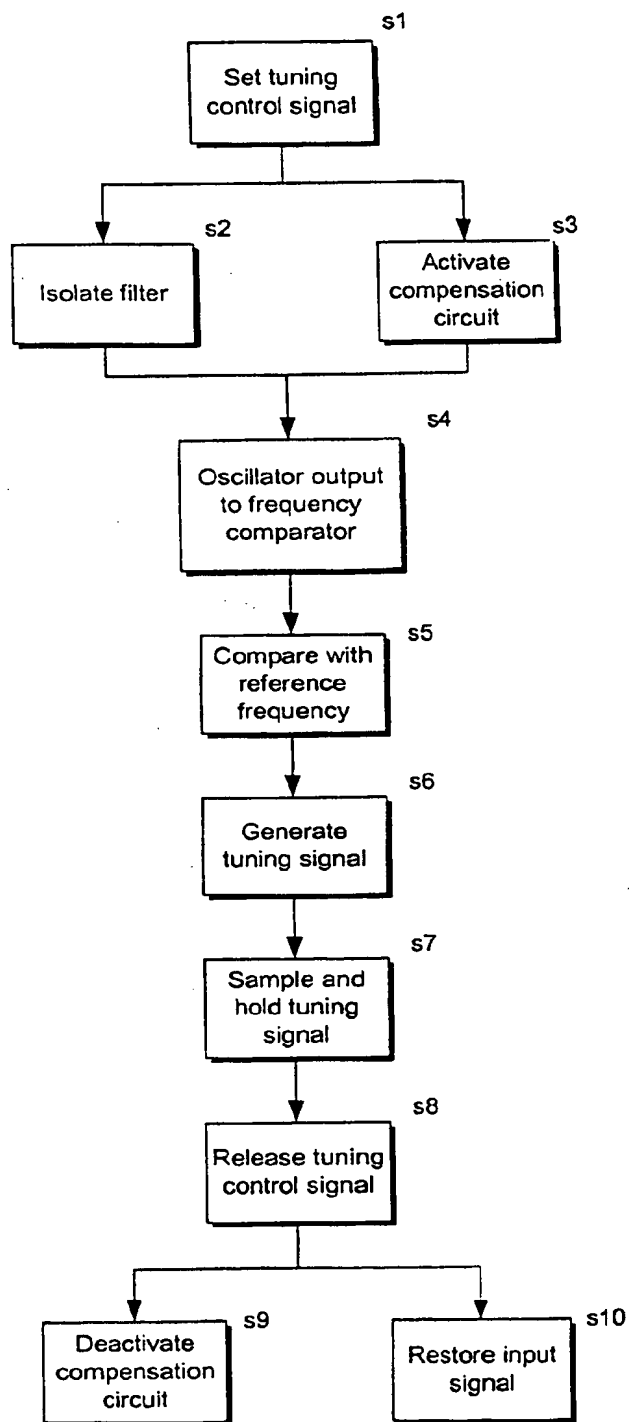 s1
Set tuning
control signal
s2
Isolate filter
s3
Activate
compensation
circuit
s4
Oscillator output
to frequency
comparator
s5
Compare with
reference
frequency
s6
Generate
tuning signal
s7
Sample and
hold tuning
signal
s8
Release tuning
control signal
s9
Deactivate
compensation
circuit
s10
Restore input
signal